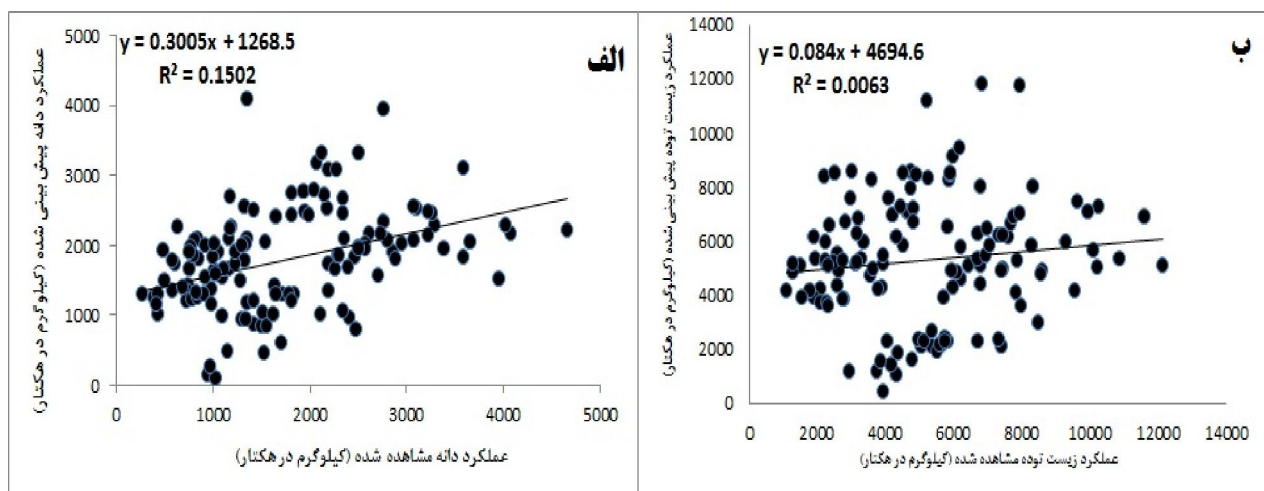 الف
y = 0.3005x + 1268.5
R² = 0.1502
عملکرد دانه پیش بینی شده (کیلوگرم در هکتار)
5000
4000
3000
2000
1000
0
0 1000 2000 3000 4000 5000
عملکرد دانه مشاهده شده (کیلوگرم در هکتار)
ب
y = 0.084x + 4694.6
R² = 0.0063
عملکرد زیست توده پیش بینی شده (کیلوگرم در هکتار)
14000
12000
10000
8000
6000
4000
2000
0
0 2000 4000 6000 8000 10000 12000 14000
عملکرد زیست توده مشاهده شده (کیلوگرم در هکتار)